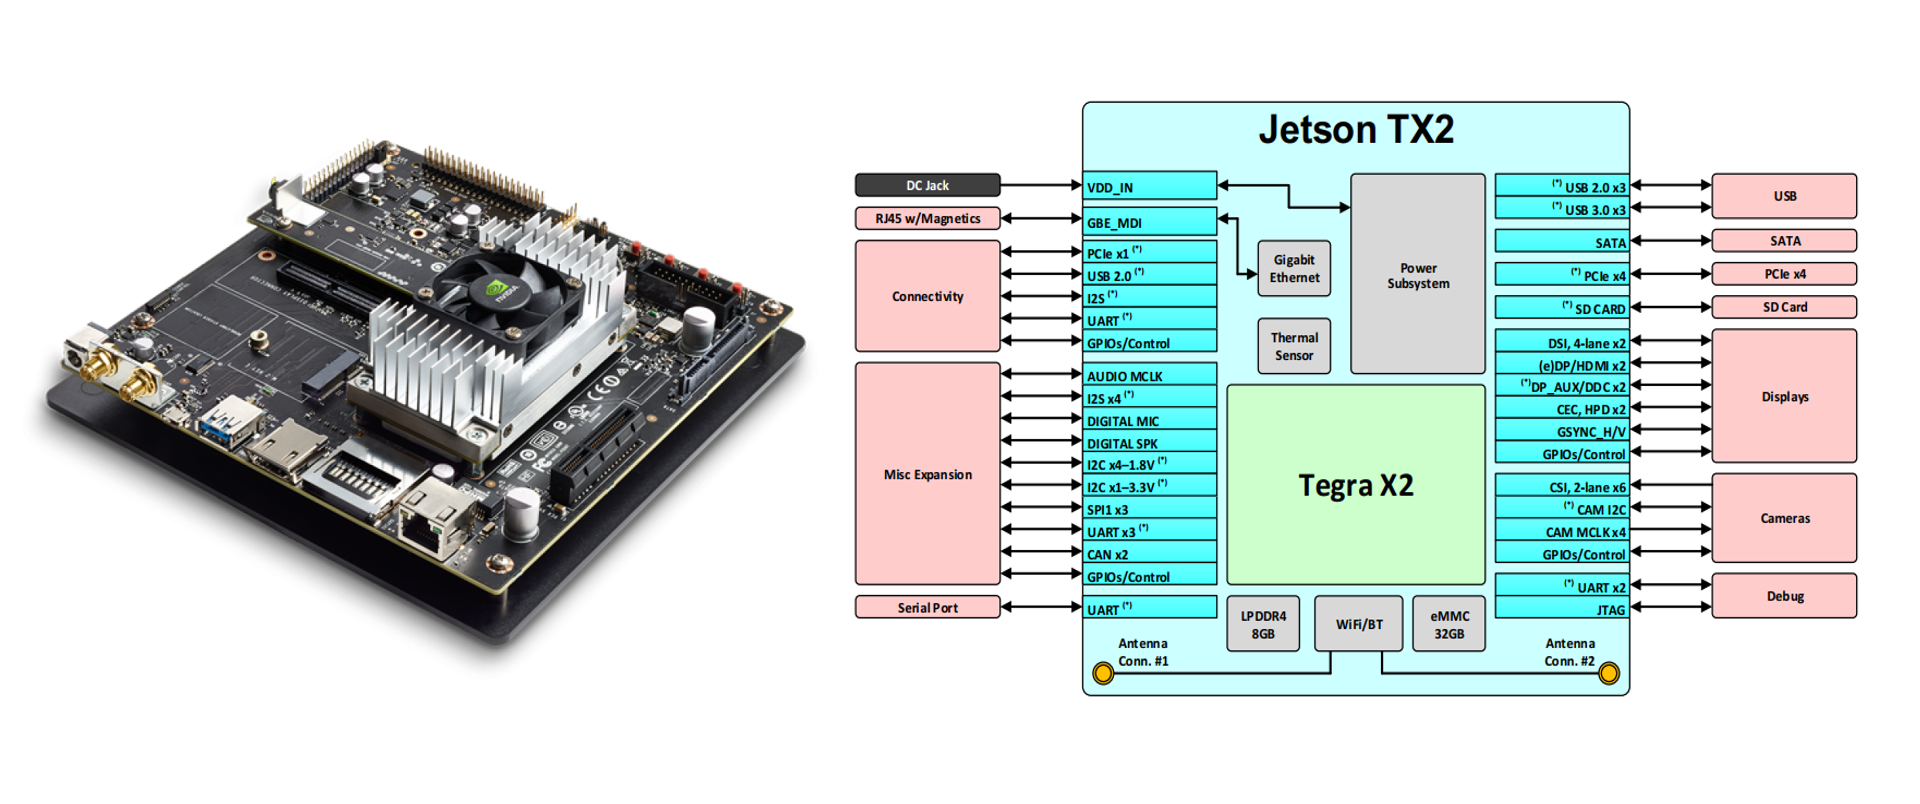 nVIDIA
SATA
CE
FC
Jetson TX2
DC Jack
RJ45 w/Magnetics
Connectivity
Misc Expansion
Serial Port
VDD_IN
GBE_MDI
PCIe x1 (*)
USB 2.0 (*)
I2S (*)
UART (*)
GPIOs/Control
AUDIO MCLK
I2S x4 (*)
DIGITAL MIC
DIGITAL SPK
I2C x4–1.8V (*)
I2C x1–3.3V (*)
SPI1 x3
UART x3 (*)
CAN x2
GPIOs/Control
UART (*)
Gigabit
Ethernet
Thermal
Sensor
Power
Subsystem
Tegra X2
LPDDR4
8GB
WiFi/BT
eMMC
32GB
Antenna
Conn. #1
Antenna
Conn. #2
(*) USB 2.0 x3
(*) USB 3.0 x3
SATA
(*) PCIe x4
(*) SD CARD
DSI, 4-lane x2
(e)DP/HDMI x2
(*)DP_AUX/DDC x2
CEC, HPD x2
GSYNC_H/V
GPIOs/Control
CSI, 2-lane x6
(*) CAM I2C
CAM MCLK x4
GPIOs/Control
(*) UART x2
JTAG
USB
SATA
PCIe x4
SD Card
Displays
Cameras
Debug